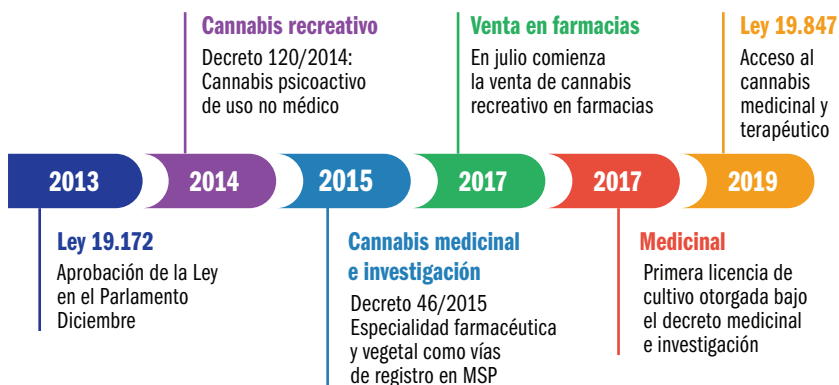 Cannabis recreativo
Decreto 120/2014:
Cannabis psicoactivo
de uso no médico
Venta en farmacias
En julio comienza
la venta de cannabis
recreativo en farmacias
Ley 19.847
Acceso al
cannabis
medicinal y
terapéutico
2013
2014
2015
2017
2017
2019
Ley 19.172
Aprobación de la Ley
en el Parlamento
Diciembre
Cannabis medicinal
e investigación
Decreto 46/2015
Especialidad farmacéutica
y vegetal como vías
de registro en MSP
Medicinal
Primera licencia de
cultivo otorgada bajo
el decreto medicinal
e investigación